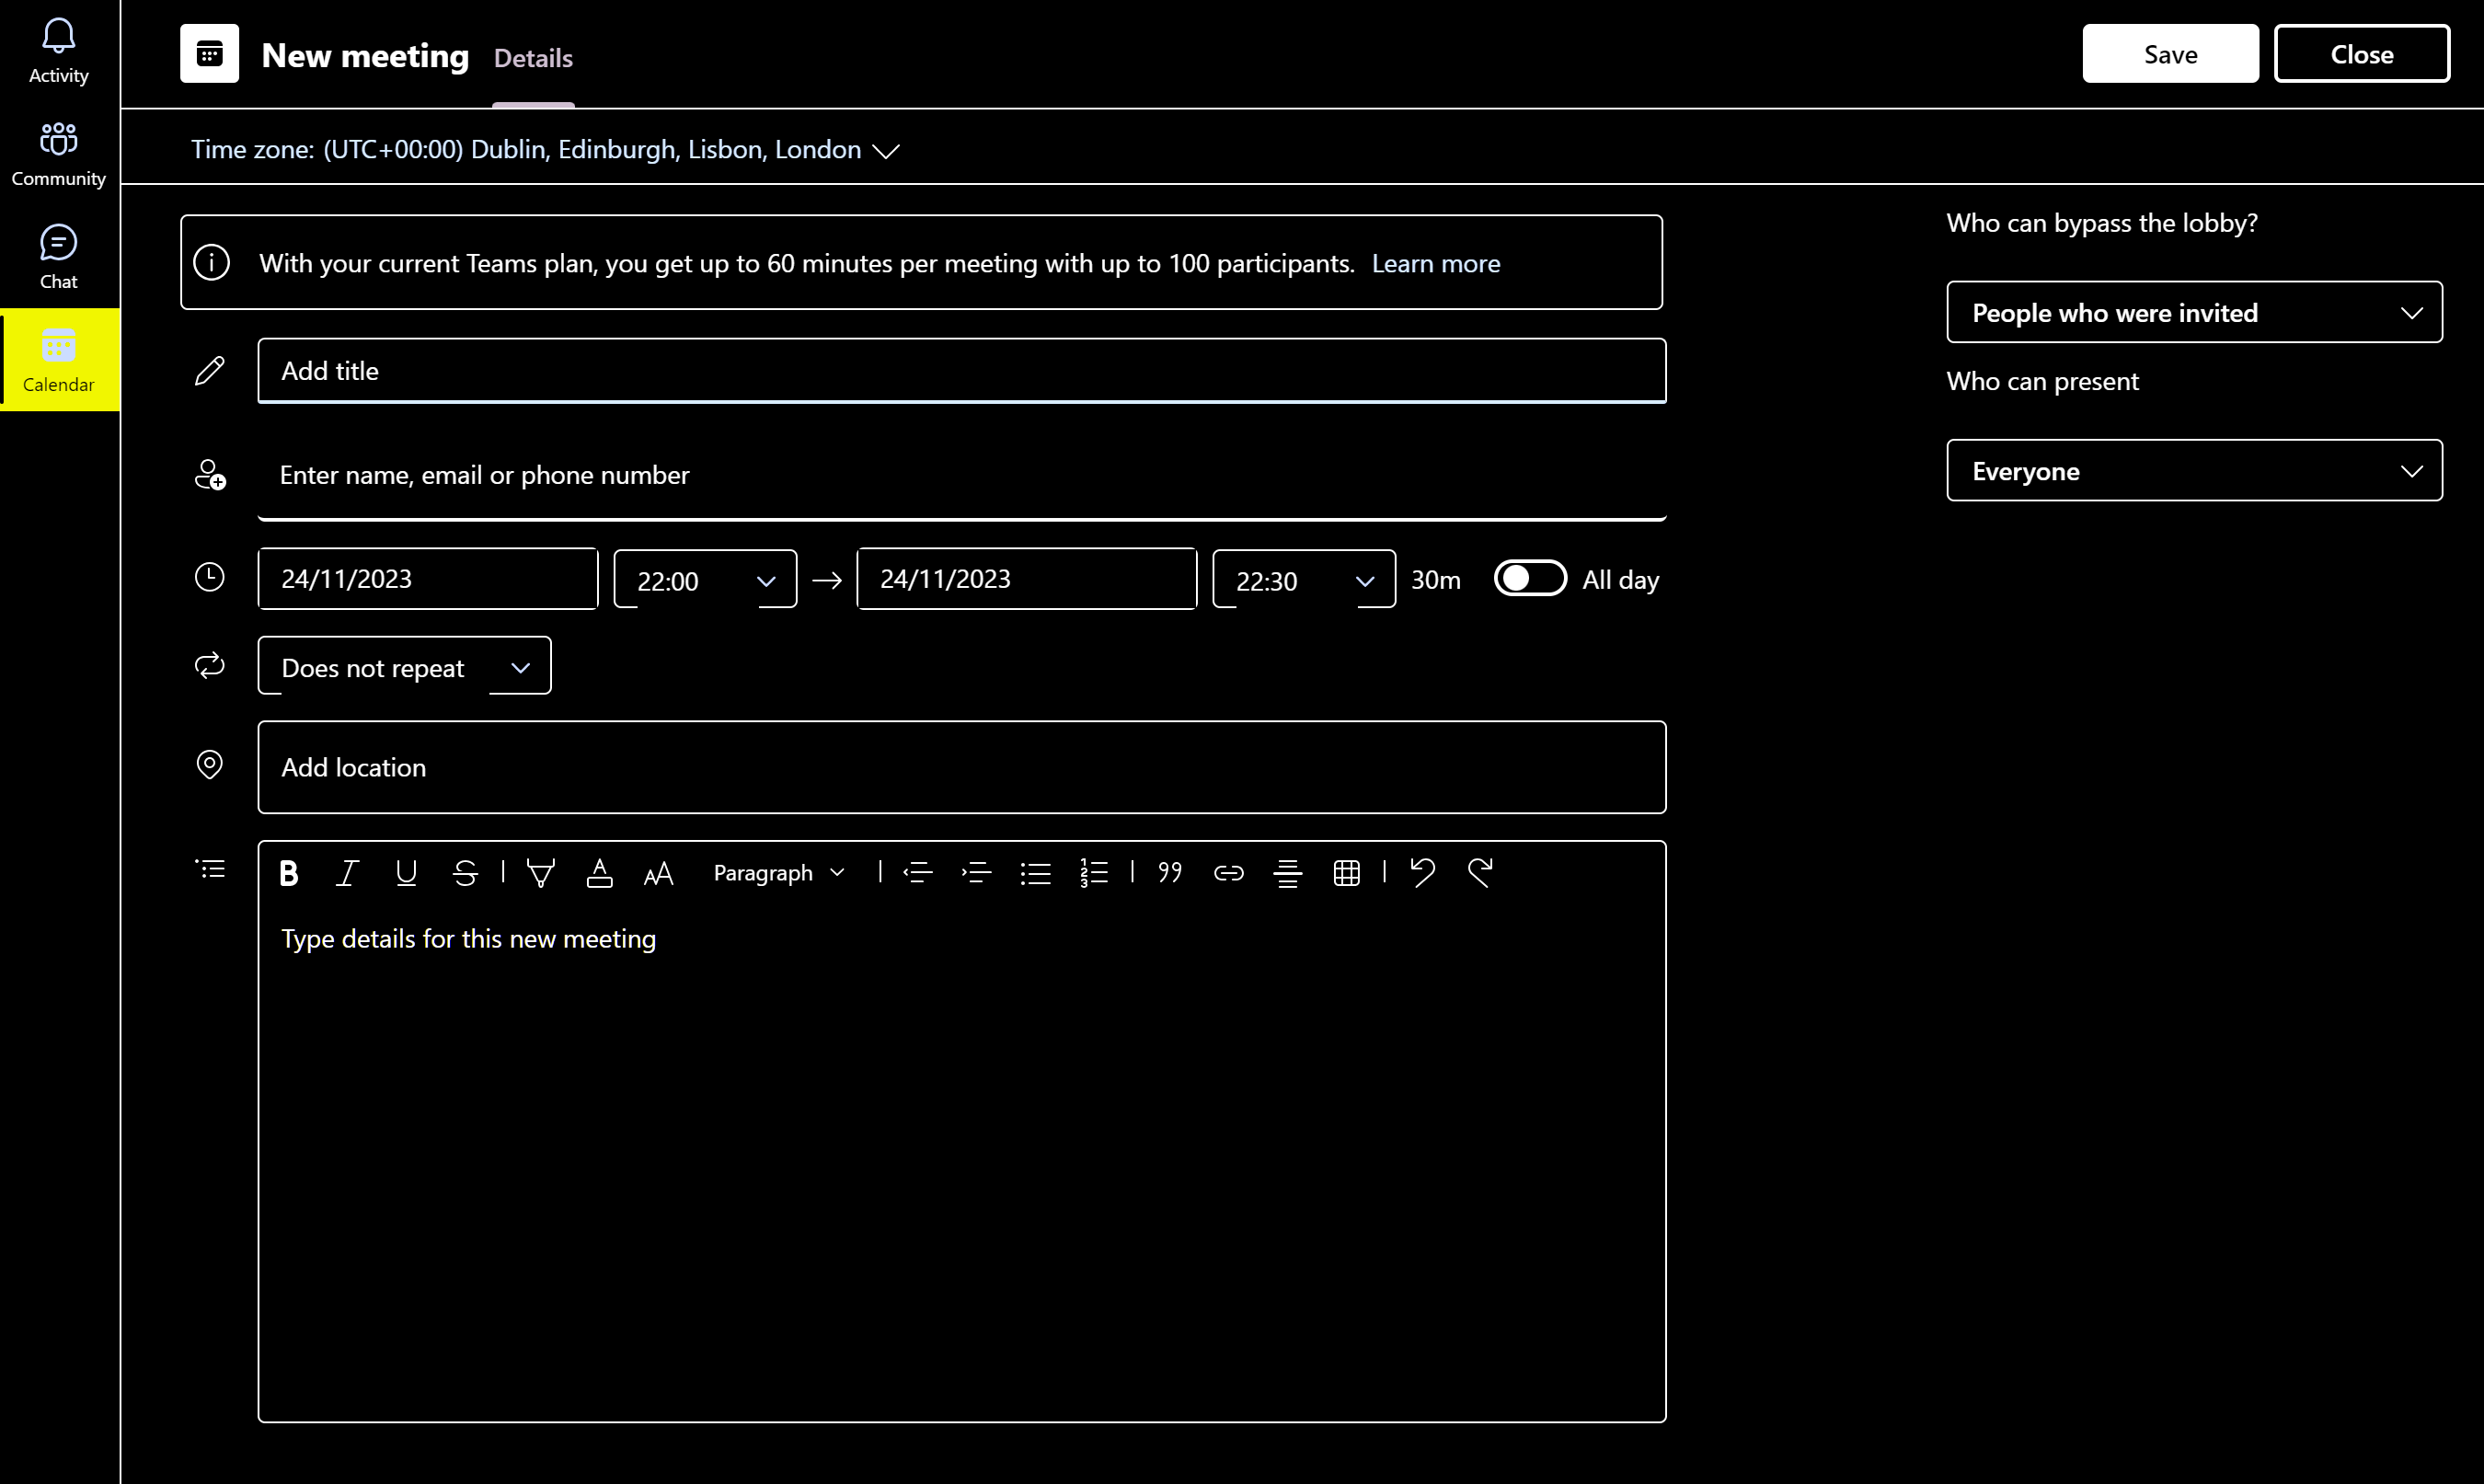 Activity
Community
Chat
Calendar
New meeting
Details
Save
Close
Time zone: (UTC+00:00) Dublin, Edinburgh, Lisbon, London
With your current Teams plan, you get up to 60 minutes per meeting with up to 100 participants. Learn more
Add title
Enter name, email or phone number
24/11/2023
22:00
24/11/2023
22:30
30m
All day
Does not repeat
Add location
Paragraph
Type details for this new meeting
Who can bypass the lobby?
People who were invited
Who can present
Everyone